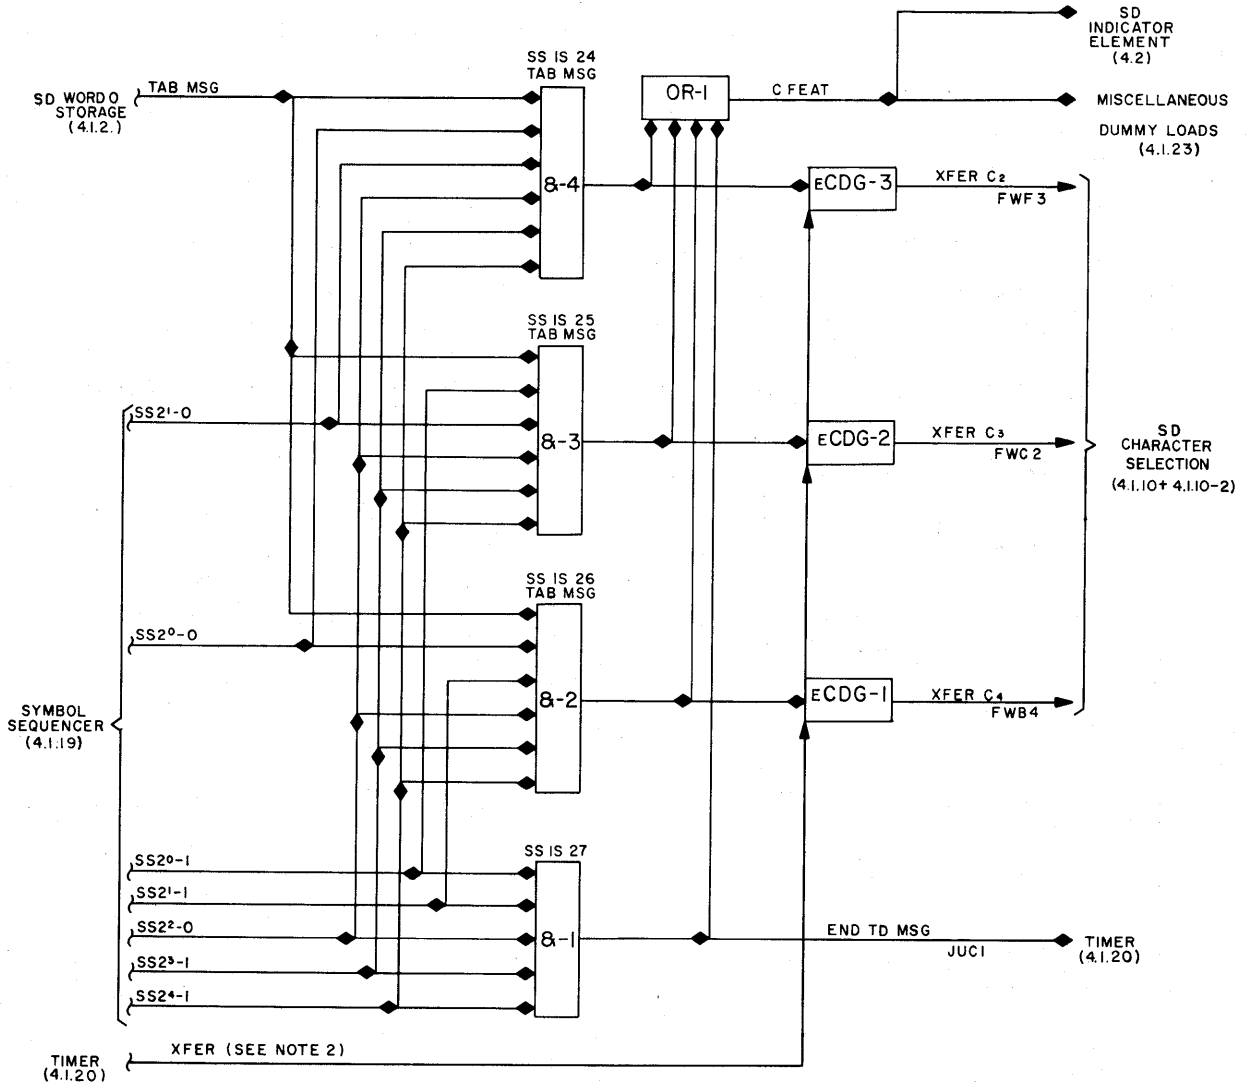 SD
INDICATOR
ELEMENT
(4.2)
SS IS 24
TAB MSG
SD WORD 0
STORAGE
(4.1.2.)
TAB MSG
OR-1
C FEAT
MISCELLANEOUS
DUMMY LOADS
(4.1.23)
&-4
ECDG-3
XFER C2
FWF3
SS IS 25
TAB MSG
SS2¹-0
&-3
ECDG-2
XFER C3
FWC2
SD
CHARACTER
SELECTION
(4.1.10+ 4.1.10-2)
SS IS 26
TAB MSG
SS2⁰-0
&-2
ECDG-1
XFER C4
FWB4
SYMBOL
SEQUENCER
(4.1.19)
SS IS 27
SS2⁰-1
SS2¹-1
SS2²-0
SS2³-1
SS2⁴-1
&-1
END TD MSG
JUC1
TIMER
(4.1.20)
XFER (SEE NOTE 2)
TIMER
(4.1.20)